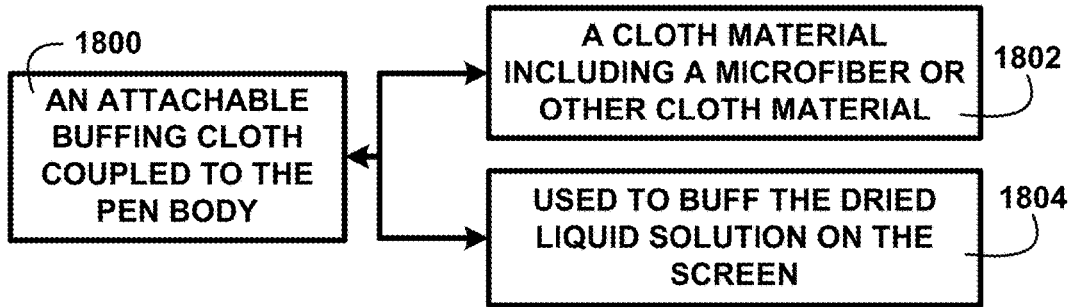 1800
AN ATTACHABLE
BUFFING CLOTH
COUPLED TO THE
PEN BODY
A CLOTH MATERIAL
INCLUDING A MICROFIBER OR
OTHER CLOTH MATERIAL
1802
USED TO BUFF THE DRIED
LIQUID SOLUTION ON THE
SCREEN
1804